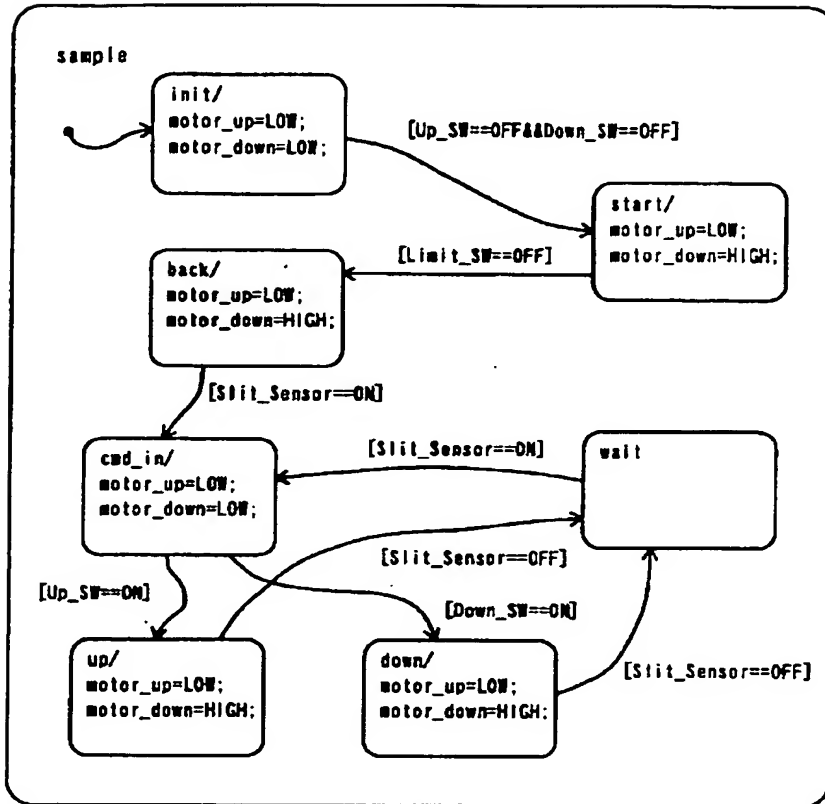 sample
init/
motor_up=LOW;
motor_down=LOW;
[Up_SW==OFF&&Down_SW==OFF]
start/
motor_up=LOW;
motor_down=HIGH;
[Limit_SW==OFF]
back/
motor_up=LOW;
motor_down=HIGH;
[Slit_Sensor==ON]
cmd_in/
motor_up=LOW;
motor_down=LOW;
[Slit_Sensor==ON]
wait
[Slit_Sensor==OFF]
[Up_SW==ON]
[Down_SW==ON]
up/
motor_up=LOW;
motor_down=HIGH;
down/
motor_up=LOW;
motor_down=HIGH;
[Slit_Sensor==OFF]